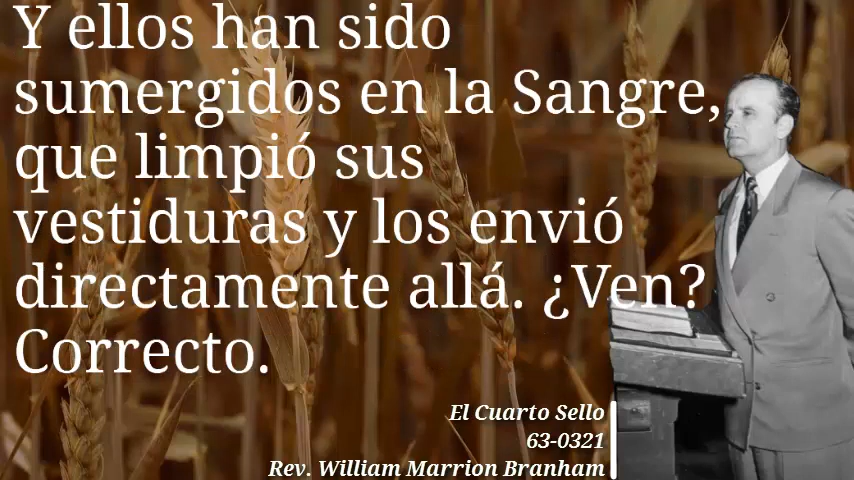 Y ellos han sido
sumergidos en la Sangre,
que limpió sus
vestiduras y los envió
directamente allá. ¿Ven?
Correcto.
El Cuarto Sello
63-0321
Rev. William Marrion Branham